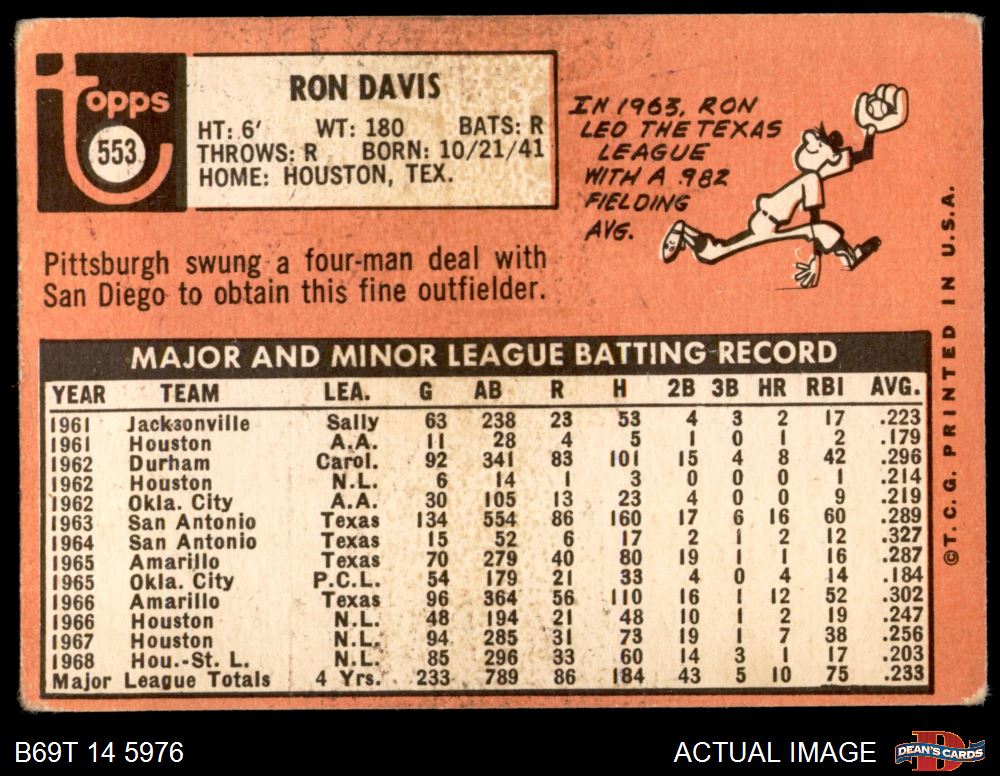 Topps
553
RON DAVIS
HT: 6' WT: 180 BATS: R
THROWS: R BORN: 10/21/41
HOME: HOUSTON, TEX.
IN 1963, RON
LED THE TEXAS
LEAGUE
WITH A .982
FIELDING
AVG.
Pittsburgh swung a four-man deal with
San Diego to obtain this fine outfielder.
MAJOR AND MINOR LEAGUE BATTING RECORD
YEAR TEAM LEA. G AB R H 2B 3B HR RBI AVG.
1961 Jacksonville Sally 63 238 23 53 4 3 2 17 .223
1961 Houston A.A. 11 28 4 5 1 0 1 2 .179
1962 Durham Carol. 92 341 83 101 15 4 8 42 .296
1962 Houston N.L. 6 14 1 3 0 0 0 1 .214
1962 Okla. City A.A. 30 105 13 23 4 0 0 9 .219
1963 San Antonio Texas 134 554 86 160 17 6 16 60 .289
1964 San Antonio Texas 15 52 6 17 2 1 2 12 .327
1965 Amarillo Texas 70 279 40 80 19 1 1 16 .287
1965 Okla. City P.C.L. 54 179 21 33 4 0 4 14 .184
1966 Amarillo Texas 96 364 56 110 16 1 12 52 .302
1966 Houston N.L. 48 194 21 48 10 1 2 19 .247
1967 Houston N.L. 94 285 31 73 19 1 7 38 .256
1968 Hou.-St. L. N.L. 85 296 33 60 14 3 1 17 .203
Major League Totals 4 Yrs. 233 789 86 184 43 5 10 75 .233
©T.C.G. PRINTED IN U.S.A.
B69T 14 5976
ACTUAL IMAGE
DEAN'S CARDS